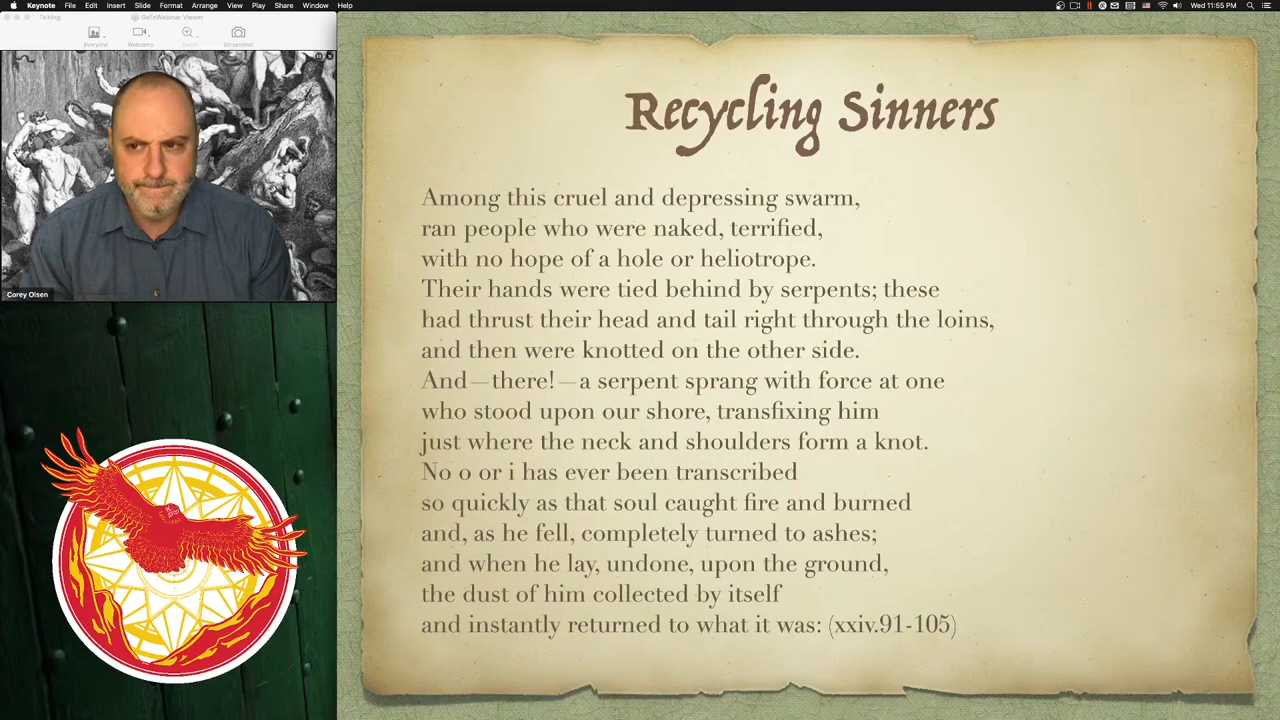 Keynote File Edit Insert Slide Format Arrange View Play Share Window Help
Wed 11:55 PM
Talking:
GoToWebinar Viewer
Everyone Webcams Screenshot
Corey Olsen
Recycling Sinners
Among this cruel and depressing swarm,
ran people who were naked, terrified,
with no hope of a hole or heliotrope.
Their hands were tied behind by serpents; these
had thrust their head and tail right through the loins,
and then were knotted on the other side.
And—there!—a serpent sprang with force at one
who stood upon our shore, transfixing him
just where the neck and shoulders form a knot.
No o or i has ever been transcribed
so quickly as that soul caught fire and burned
and, as he fell, completely turned to ashes;
and when he lay, undone, upon the ground,
the dust of him collected by itself
and instantly returned to what it was: (xxiv.91-105)